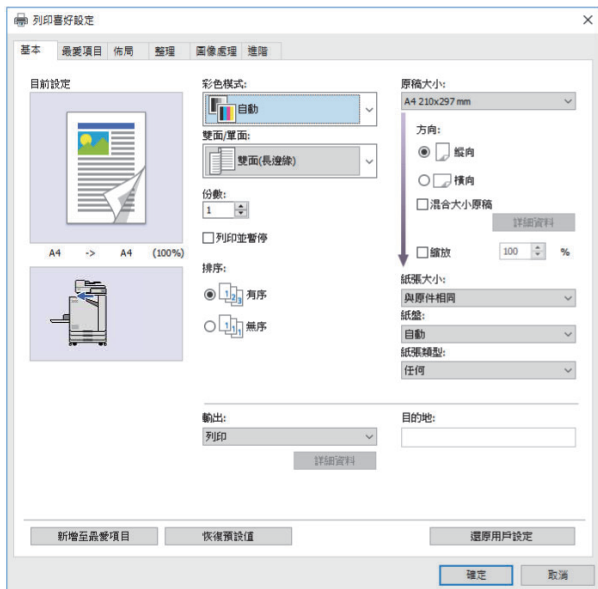 列印喜好設定
基本 最愛項目 佈局 整理 圖像處理 進階
目前設定
A4 -> A4 (100%)
彩色模式:
自動
雙面/單面:
雙面(長邊緣)
份數:
1
列印並暫停
排序:
有序
無序
原稿大小:
A4 210x297 mm
方向:
縱向
橫向
混合大小原稿
詳細資料
縮放 100 %
紙張大小:
與原件相同
紙盤:
自動
紙張類型:
任何
輸出:
列印
詳細資料
目的地:
新增至最愛項目 恢復預設值 還原用戶設定
確定 取消